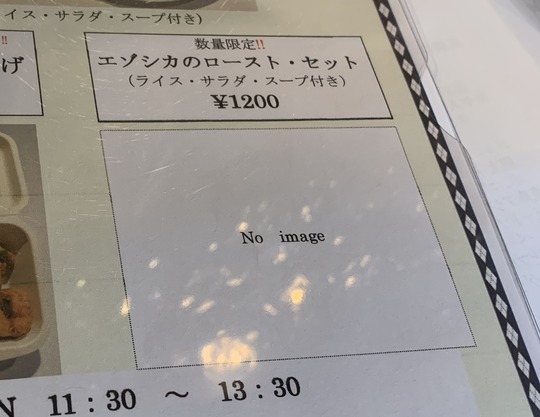 イス・サラダ・スープ付き）
!!
げ
数量限定!!
エゾシカのロースト・セット
（ライス・サラダ・スープ付き）
¥1200
No image
N 11：30 ～ 13：30